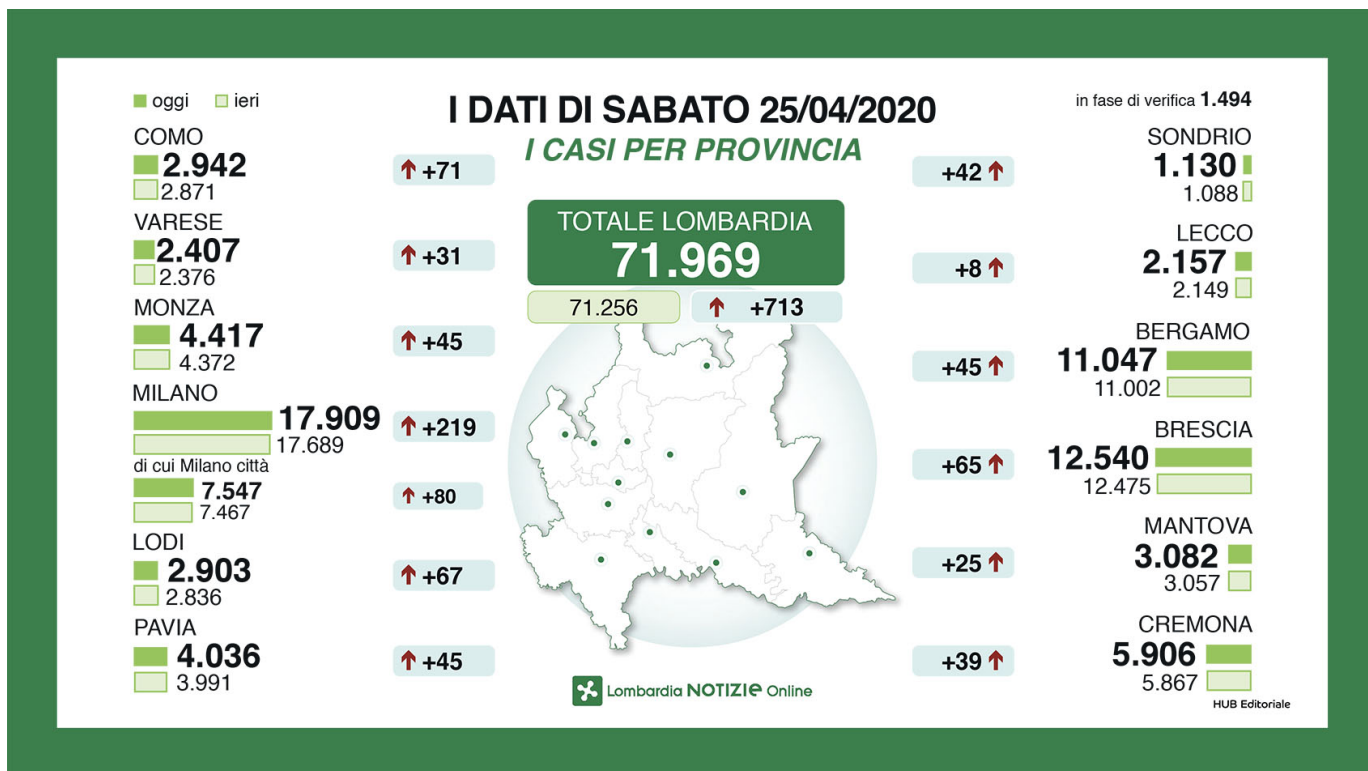 oggi ieri
I DATI DI SABATO 25/04/2020
I CASI PER PROVINCIA
in fase di verifica 1.494
COMO
2.942
2.871
+71
VARESE
2.407
2.376
+31
MONZA
4.417
4.372
+45
MILANO
17.909
17.689
+219
di cui Milano città
7.547
7.467
+80
LODI
2.903
2.836
+67
PAVIA
4.036
3.991
+45
TOTALE LOMBARDIA
71.969
71.256
+713
SONDRIO
1.130
1.088
+42
LECCO
2.157
2.149
+8
BERGAMO
11.047
11.002
+45
BRESCIA
12.540
12.475
+65
MANTOVA
3.082
3.057
+25
CREMONA
5.906
5.867
+39
Lombardia NOTIZIE Online
HUB Editoriale